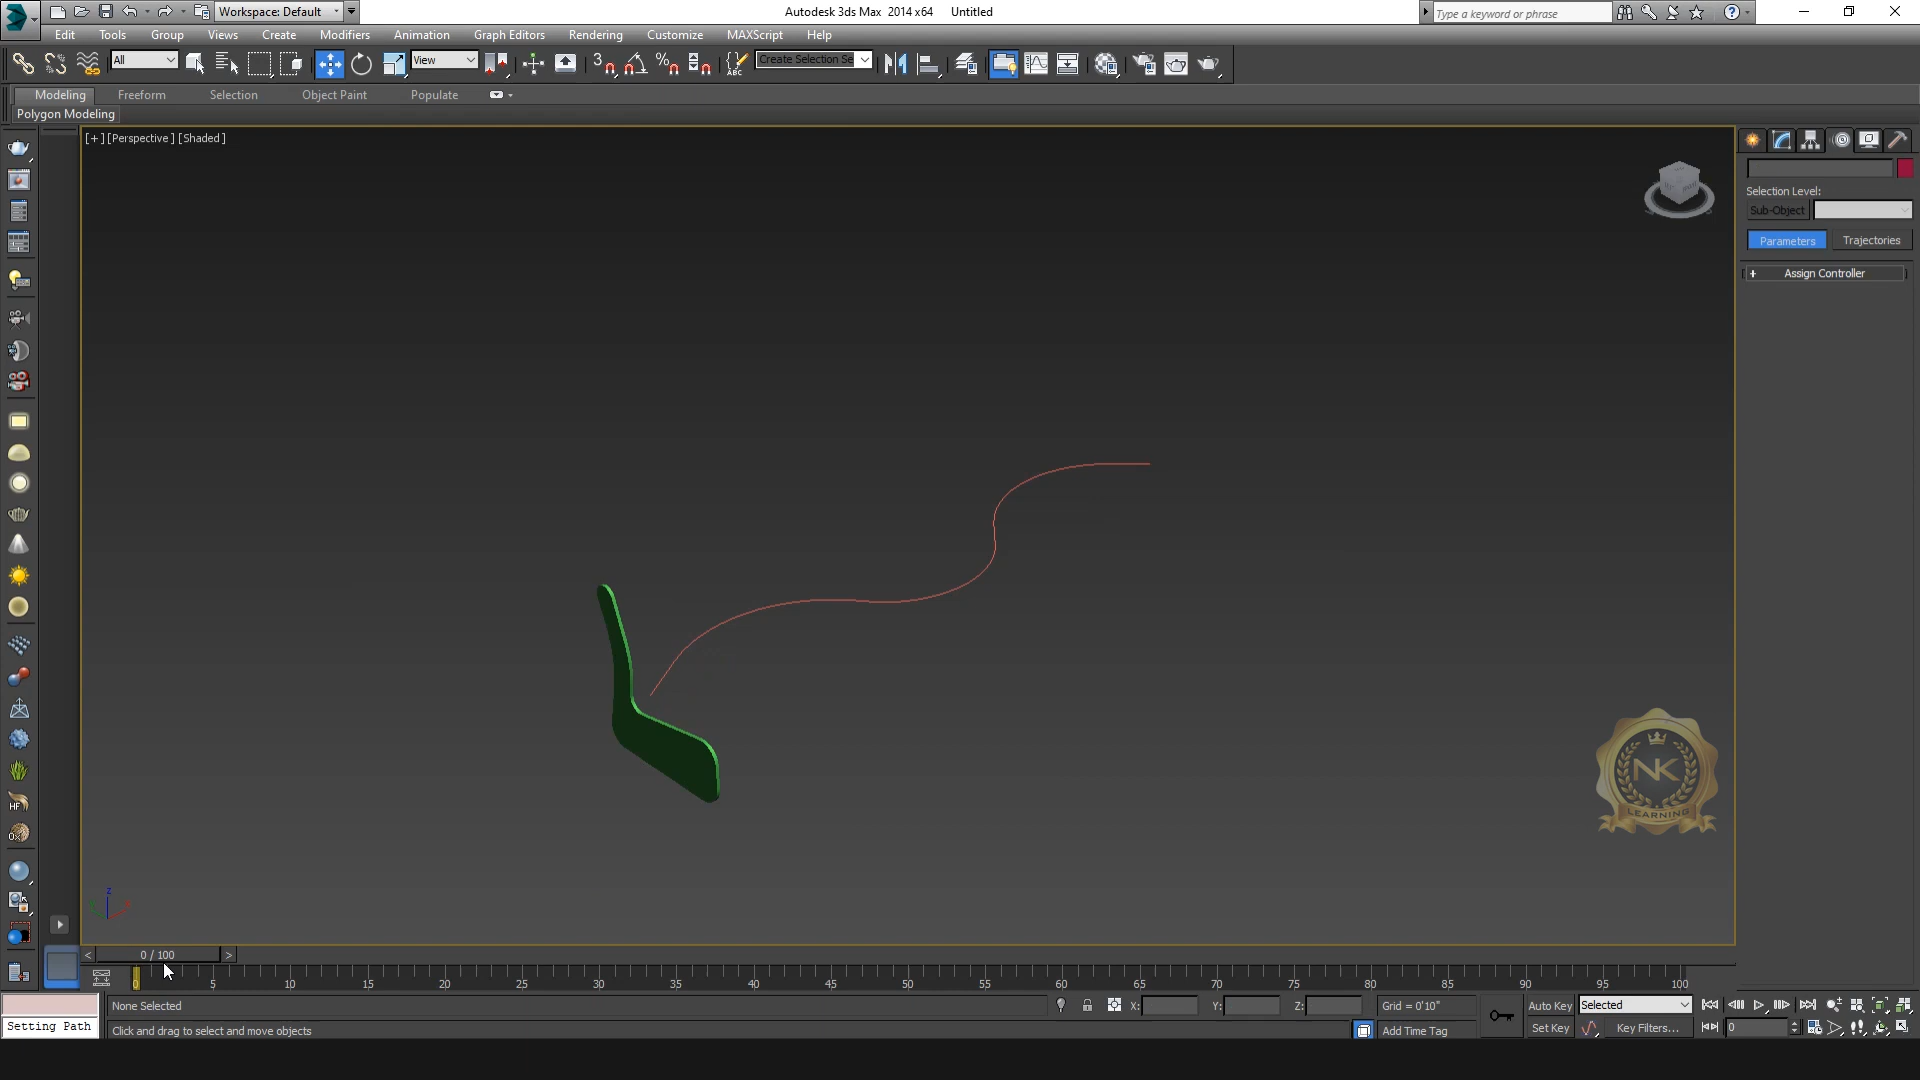 Workspace: Default
Autodesk 3ds Max 2014 x64 Untitled
Type a keyword or phrase
Edit Tools Group Views Create Modifiers Animation Graph Editors Rendering Customize MAXScript Help
All
View
3
ABC
Create Selection Se
Modeling Freeform Selection Object Paint Populate
Polygon Modeling
[+] [Perspective] [Shaded]
Selection Level:
Sub-Object
Parameters Trajectories
+ Assign Controller
HF
NK
LEARNING
z
< 0 / 100 >
0 5 10 15 20 25 30 35 40 45 50 55 60 65 70 75 80 85 90 95 100
None Selected
X: Y: Z:
Grid = 0'10"
Auto Key Selected
Setting Path
Click and drag to select and move objects
Add Time Tag
Set Key Key Filters...
0